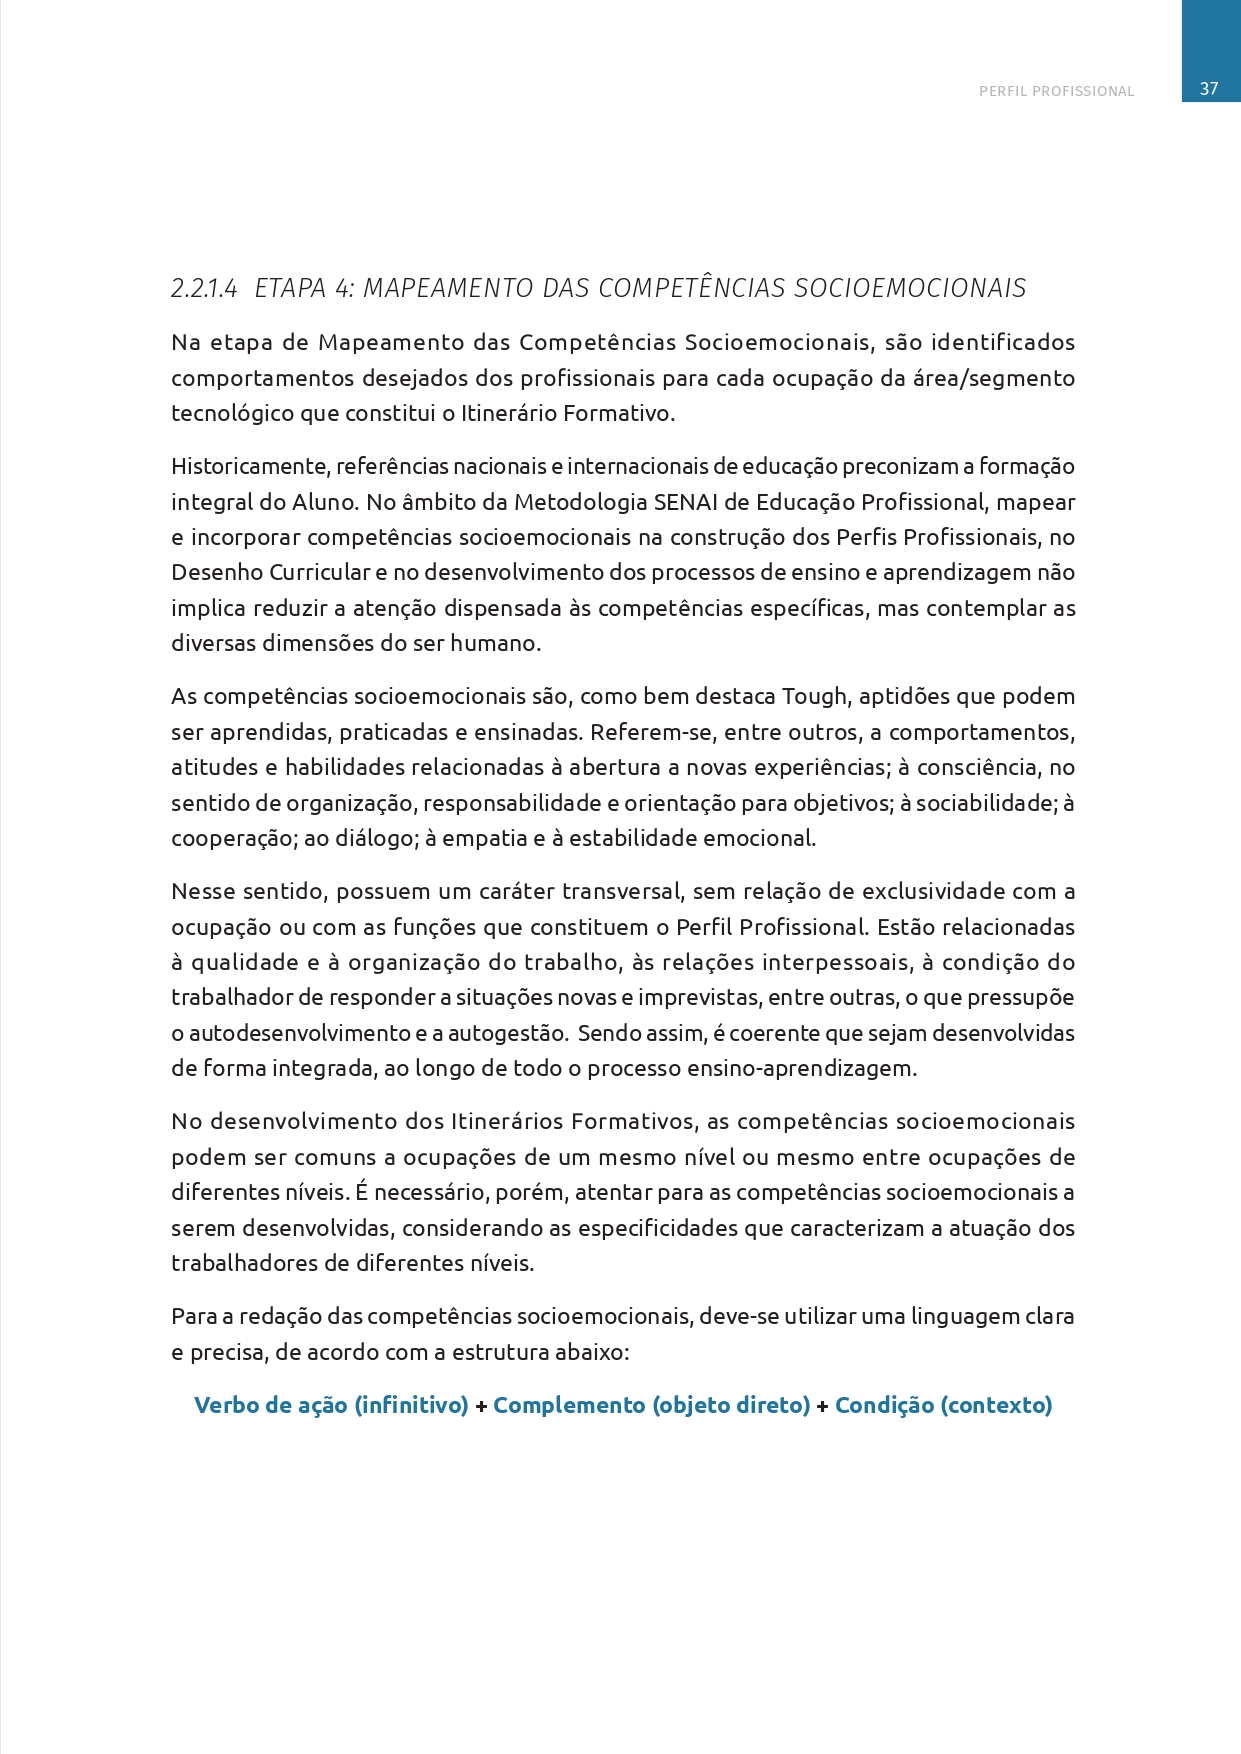 PERFIL PROFISSIONAL
37
2.2.1.4 ETAPA 4: MAPEAMENTO DAS COMPETÊNCIAS SOCIOEMOCIONAIS
Na etapa de Mapeamento das Competências Socioemocionais, são identificados
comportamentos desejados dos profissionais para cada ocupação da área/segmento
tecnológico que constitui o Itinerário Formativo.
Historicamente, referências nacionais e internacionais de educação preconizam a formação
integral do Aluno. No âmbito da Metodologia SENAI de Educação Profissional, mapear
e incorporar competências socioemocionais na construção dos Perfis Profissionais, no
Desenho Curricular e no desenvolvimento dos processos de ensino e aprendizagem não
implica reduzir a atenção dispensada às competências específicas, mas contemplar as
diversas dimensões do ser humano.
As competências socioemocionais são, como bem destaca Tough, aptidões que podem
ser aprendidas, praticadas e ensinadas. Referem-se, entre outros, a comportamentos,
atitudes e habilidades relacionadas à abertura a novas experiências; à consciência, no
sentido de organização, responsabilidade e orientação para objetivos; à sociabilidade; à
cooperação; ao diálogo; à empatia e à estabilidade emocional.
Nesse sentido, possuem um caráter transversal, sem relação de exclusividade com a
ocupação ou com as funções que constituem o Perfil Profissional. Estão relacionadas
à qualidade e à organização do trabalho, às relações interpessoais, à condição do
trabalhador de responder a situações novas e imprevistas, entre outras, o que pressupõe
o autodesenvolvimento e a autogestão. Sendo assim, é coerente que sejam desenvolvidas
de forma integrada, ao longo de todo o processo ensino-aprendizagem.
No desenvolvimento dos Itinerários Formativos, as competências socioemocionais
podem ser comuns a ocupações de um mesmo nível ou mesmo entre ocupações de
diferentes níveis. É necessário, porém, atentar para as competências socioemocionais a
serem desenvolvidas, considerando as especificidades que caracterizam a atuação dos
trabalhadores de diferentes níveis.
Para a redação das competências socioemocionais, deve-se utilizar uma linguagem clara
e precisa, de acordo com a estrutura abaixo:
Verbo de ação (infinitivo) + Complemento (objeto direto) + Condição (contexto)